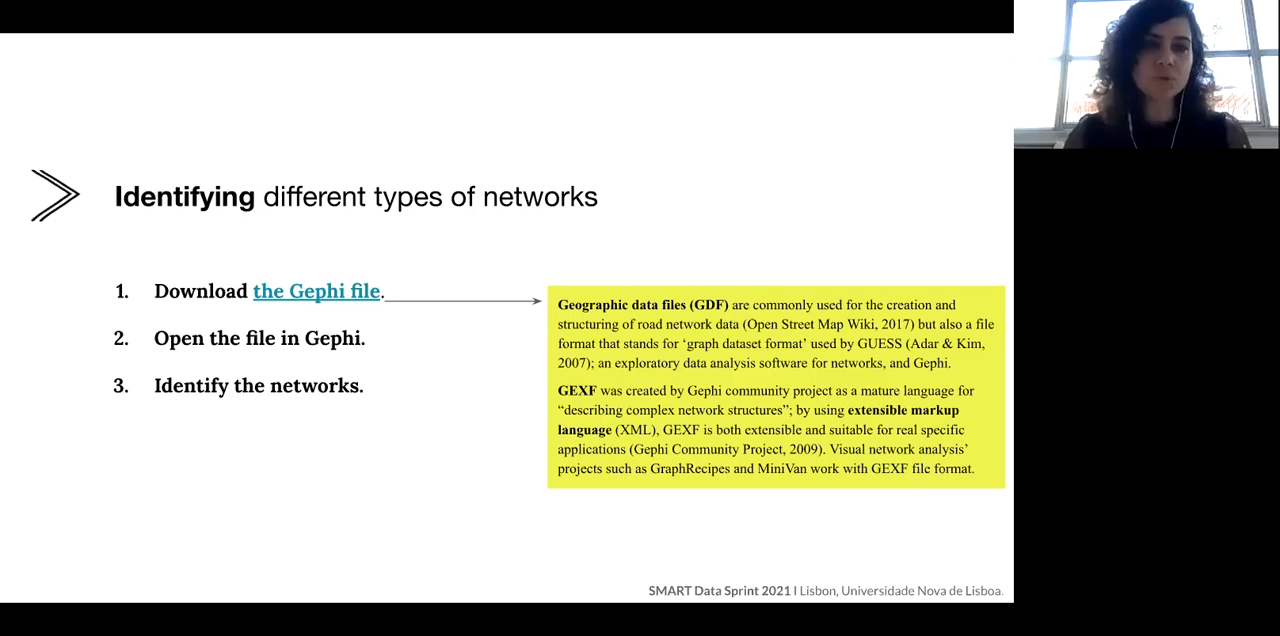 Identifying different types of networks
1. Download the Gephi file.
2. Open the file in Gephi.
3. Identify the networks.
Geographic data files (GDF) are commonly used for the creation and
structuring of road network data (Open Street Map Wiki, 2017) but also a file
format that stands for ‘graph dataset format’ used by GUESS (Adar & Kim,
2007); an exploratory data analysis software for networks, and Gephi.
GEXF was created by Gephi community project as a mature language for
“describing complex network structures”; by using extensible markup
language (XML), GEXF is both extensible and suitable for real specific
applications (Gephi Community Project, 2009). Visual network analysis’
projects such as GraphRecipes and MiniVan work with GEXF file format.
SMART Data Sprint 2021 I Lisbon, Universidade Nova de Lisboa.